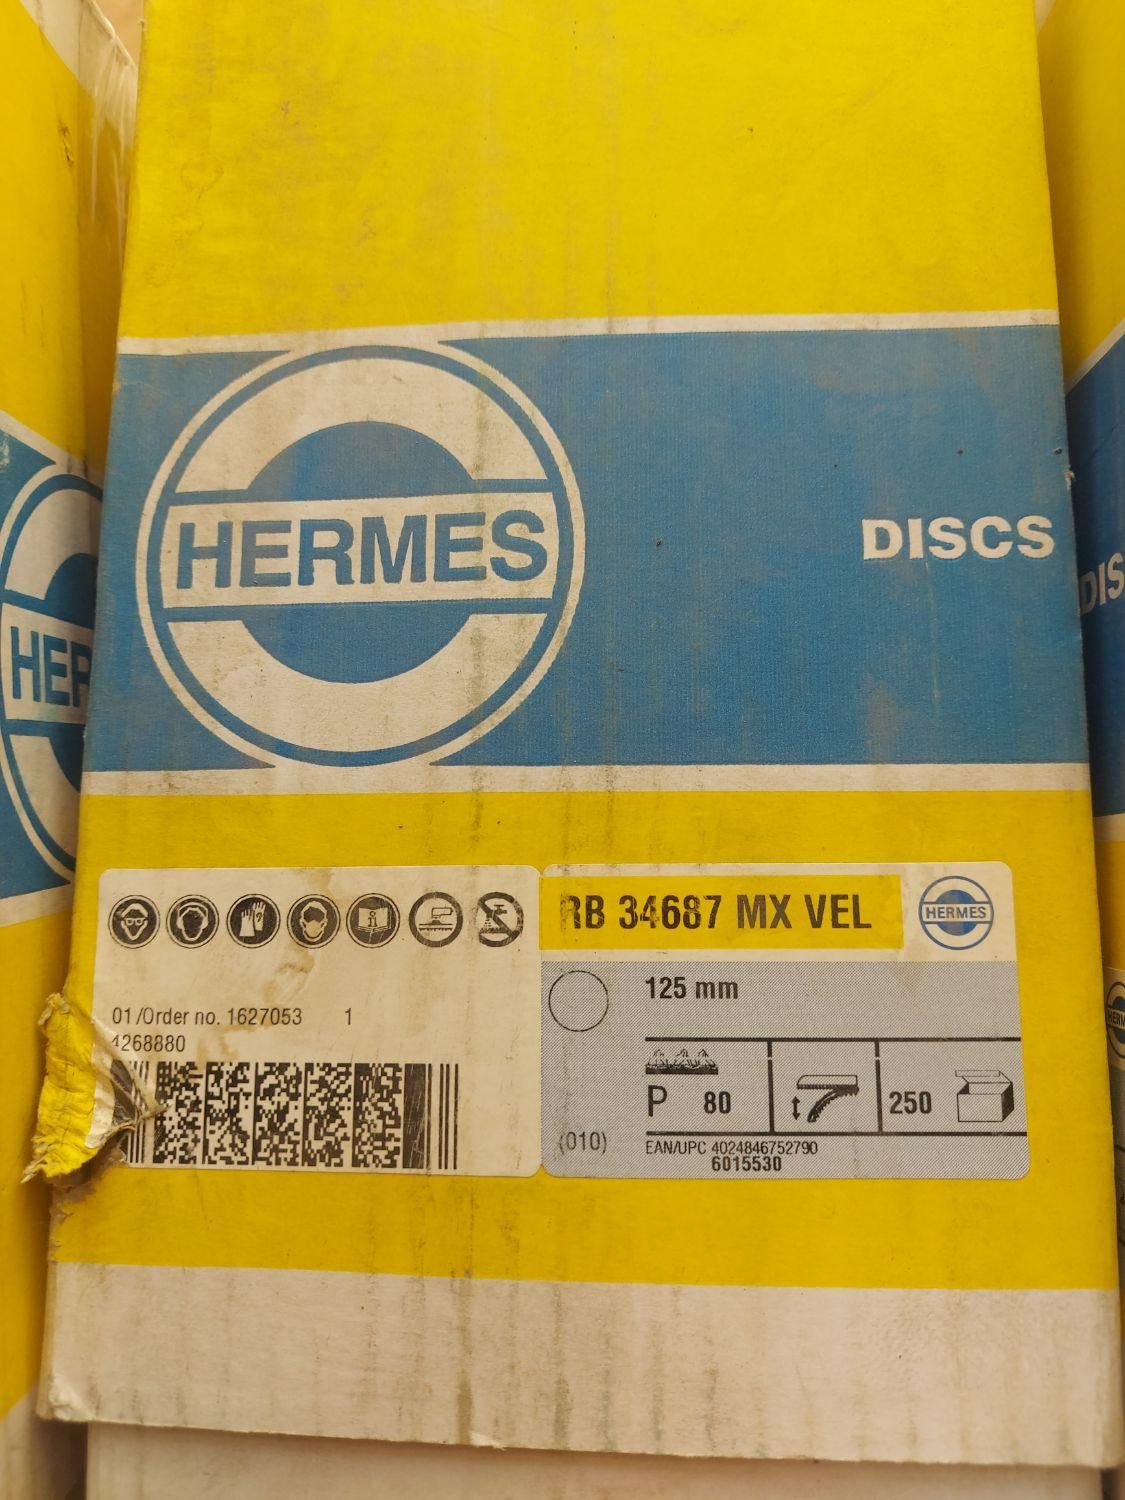 HERMES
DISCS
RB 34687 MX VEL
HERMES
125 mm
01/Order no. 1627053 1
4268880
P 80
250
(010)
EAN/UPC 4024846752790
6015530
HER
DIS
HERM